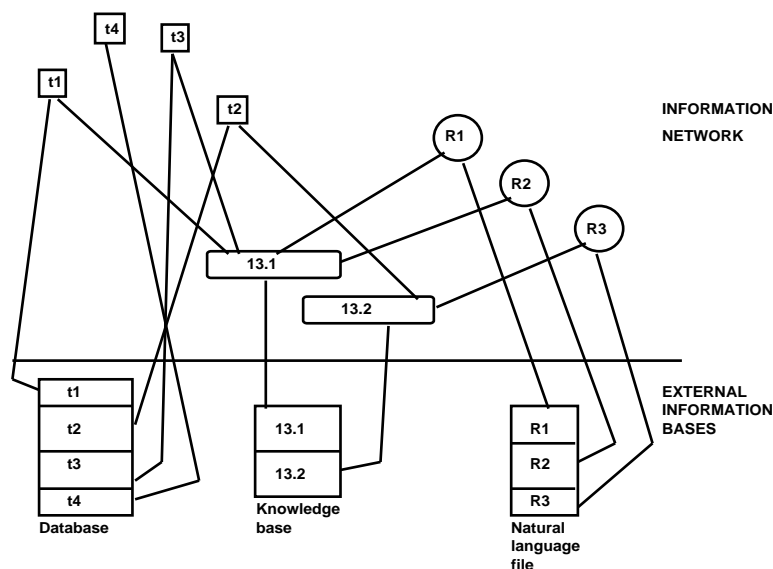 t4
t3
t1
t2
INFORMATION
NETWORK
R1
R2
R3
13.1
13.2
EXTERNAL
INFORMATION
BASES
t1
t2
t3
t4
Database
13.1
13.2
Knowledge
base
R1
R2
R3
Natural
language
file